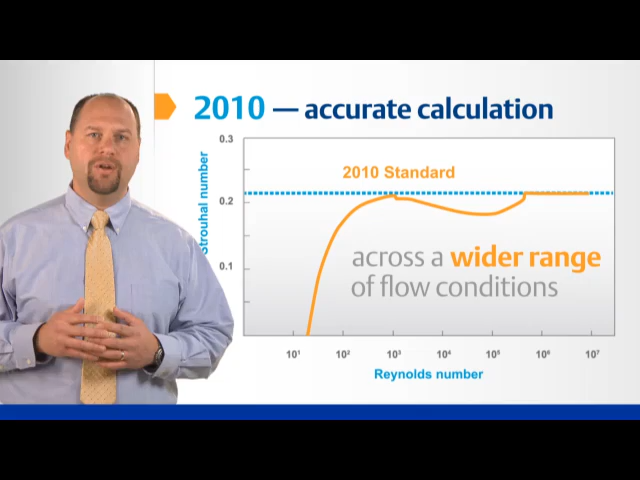 2010 — accurate calculation
0.3
2010 Standard
0.2
Strouhal number
across a wider range
0.1
of flow conditions
10¹ 10² 10³ 10⁴ 10⁵ 10⁶ 10⁷
Reynolds number